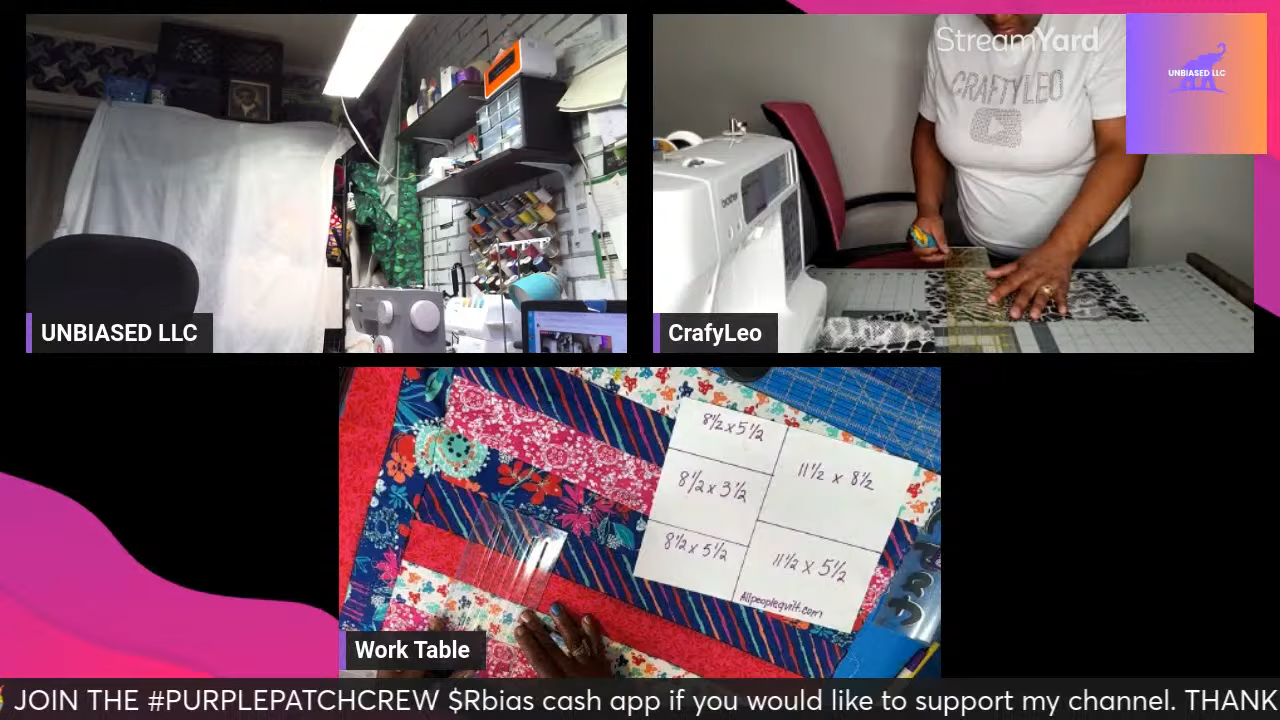 StreamYard
UNBIASED LLC
CRAFTYLEO
brother
UNBIASED LLC
CrafyLeo
8½ x 5½
8½ x 3½
8½ x 5½
11½ x 8½
11½ x 5½
Allpeoplequilt.com
Work Table
JOIN THE #PURPLEPATCHCREW $Rbias cash app if you would like to support my channel. THANK